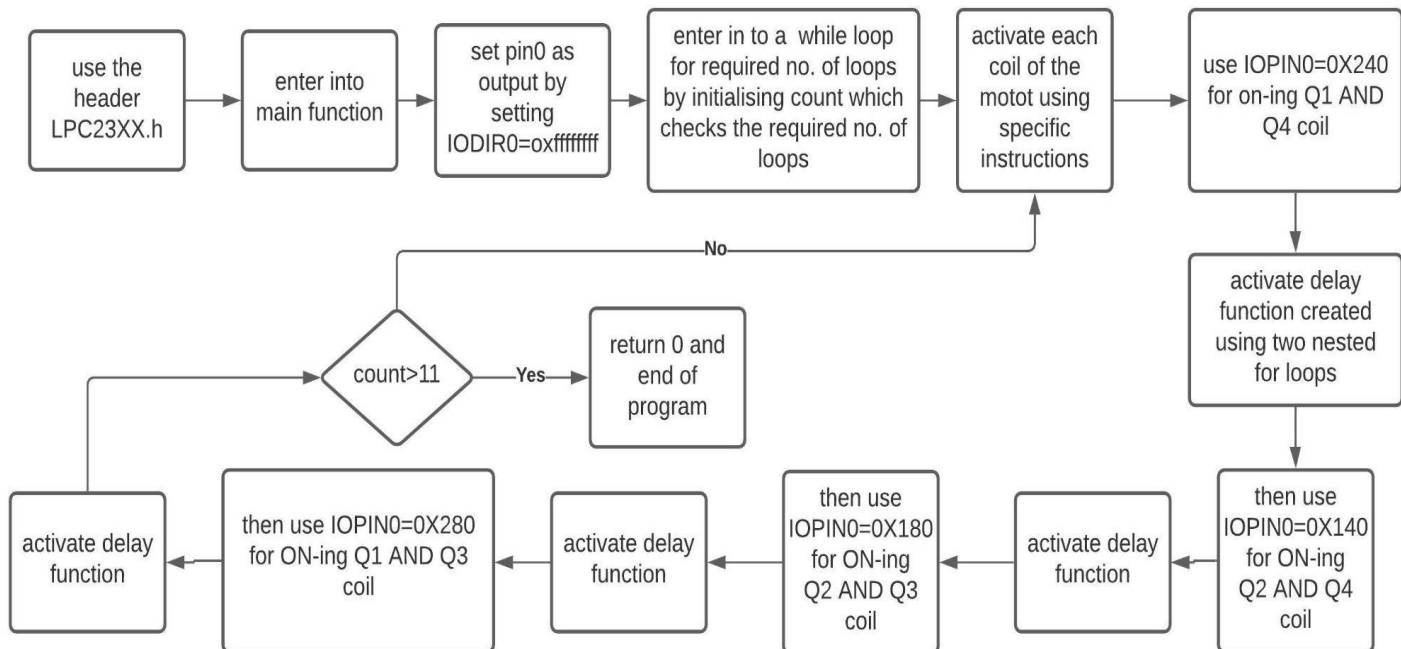 use the
header
LPC23XX.h
enter into
main function
set pin0 as
output by
setting
IODIR0=oxffffffff
enter in to a while loop
for required no. of loops
by initialising count which
checks the required no. of
loops
activate each
coil of the
motot using
specific
instructions
use IOPIN0=0X240
for on-ing Q1 AND
Q4 coil
activate delay
function created
using two nested
for loops
then use
IOPIN0=0X140
for ON-ing
Q2 AND Q4
coil
activate delay
function
then use
IOPIN0=0X180
for ON-ing
Q2 AND Q3
coil
activate delay
function
then use IOPIN0=0X280
for ON-ing Q1 AND Q3
coil
activate delay
function
count>11
No
Yes
return 0 and
end of
program